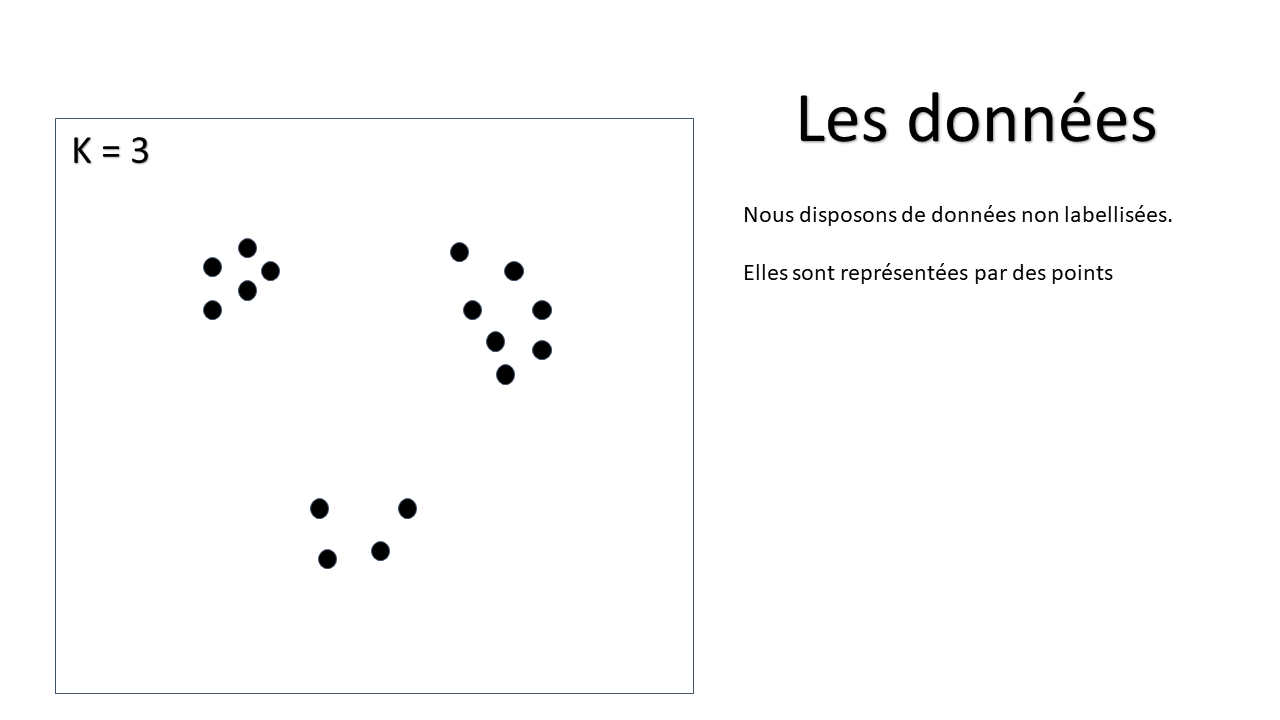 Les données
K = 3
Nous disposons de données non labellisées.
Elles sont représentées par des points